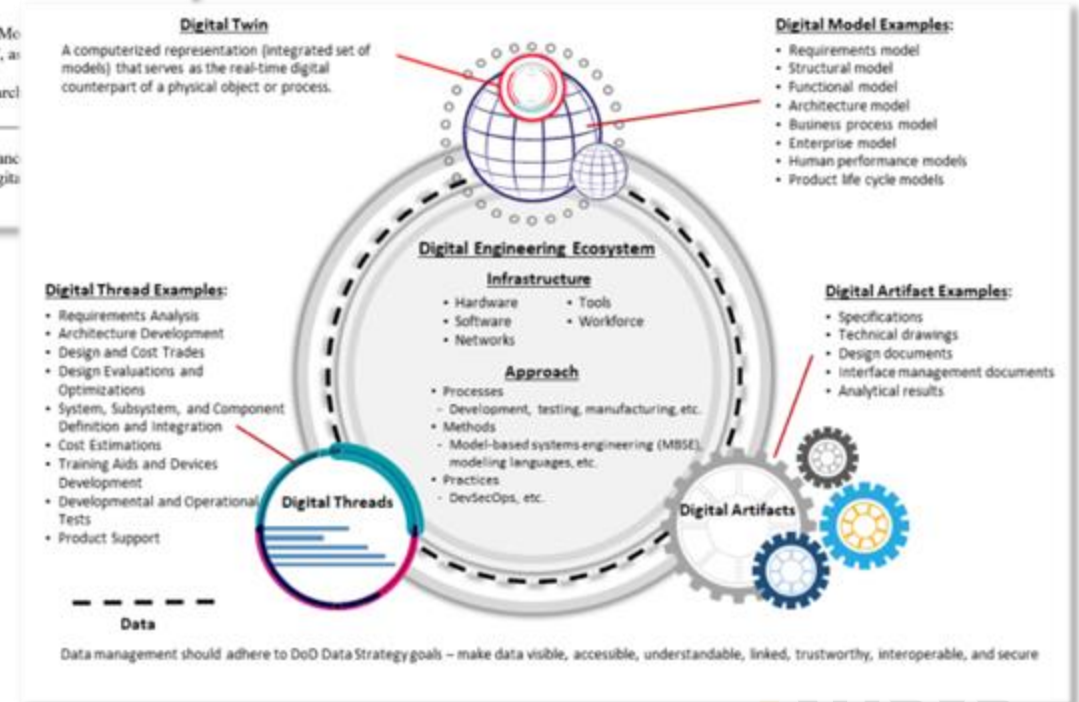 Digital Twin
A computerized representation (integrated set of
models) that serves as the real-time digital
counterpart of a physical object or process.
Digital Model Examples:
• Requirements model
• Structural model
• Functional model
• Architecture model
• Business process model
• Enterprise model
• Human performance models
• Product life cycle models
Digital Engineering Ecosystem
Infrastructure
• Hardware
• Software
• Networks
• Tools
• Workforce
Approach
• Processes
- Development, testing, manufacturing, etc.
• Methods
- Model-based systems engineering (MBSE),
modeling languages, etc.
• Practices
- DevSecOps, etc.
Digital Thread Examples:
• Requirements Analysis
• Architecture Development
• Design and Cost Trades
• Design Evaluations and
Optimizations
• System, Subsystem, and Component
Definition and Integration
• Cost Estimations
• Training Aids and Devices
Development
• Developmental and Operational
Tests
• Product Support
Digital Threads
Digital Artifact Examples:
• Specifications
• Technical drawings
• Design documents
• Interface management documents
• Analytical results
Digital Artifacts
Data
Data management should adhere to DoD Data Strategy goals – make data visible, accessible, understandable, linked, trustworthy, interoperable, and secure